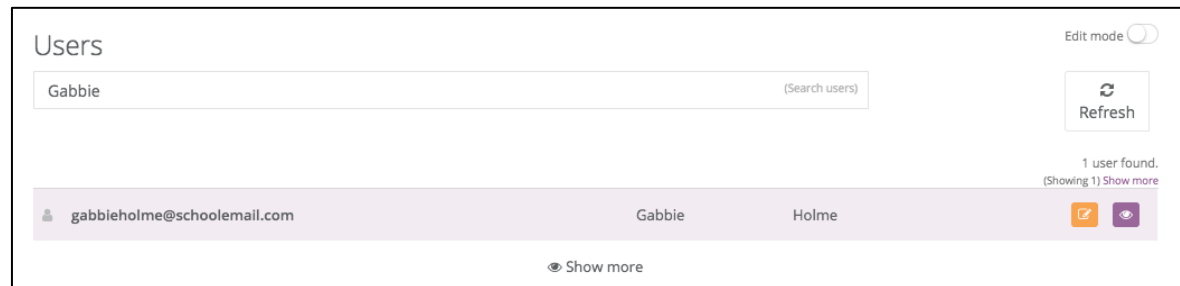 Users
Edit mode
Gabbie (Search users)
Refresh
1 user found.
(Showing 1) Show more
gabbieholme@schoolemail.com Gabbie Holme
Show more